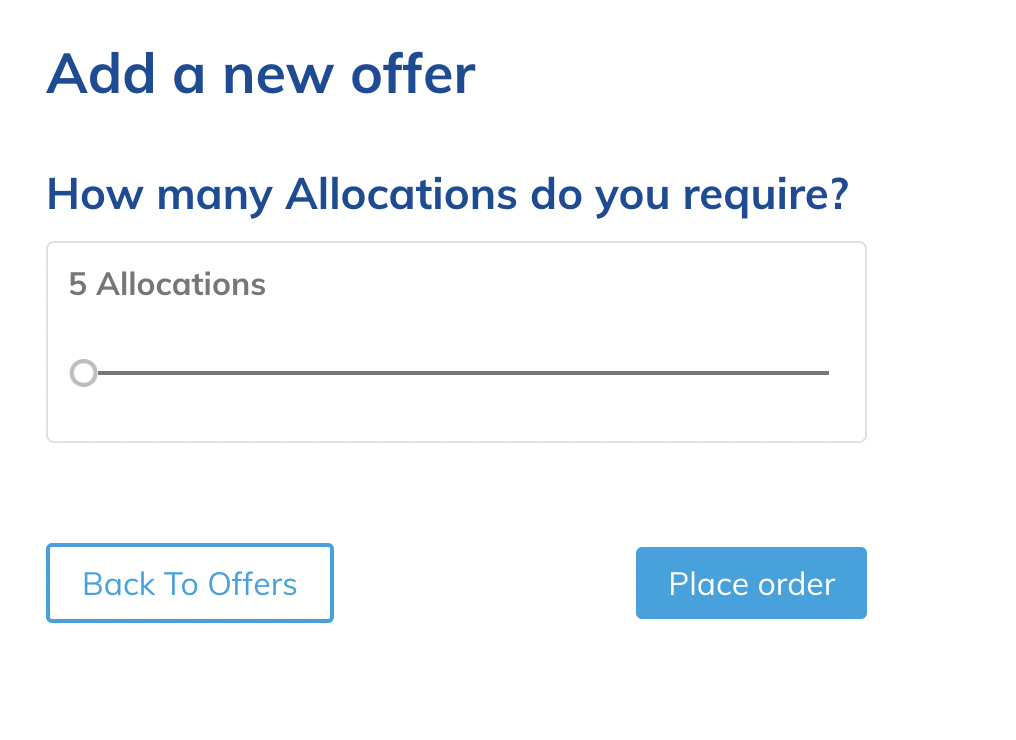 Add a new offer
How many Allocations do you require?
5 Allocations
Back To Offers
Place order